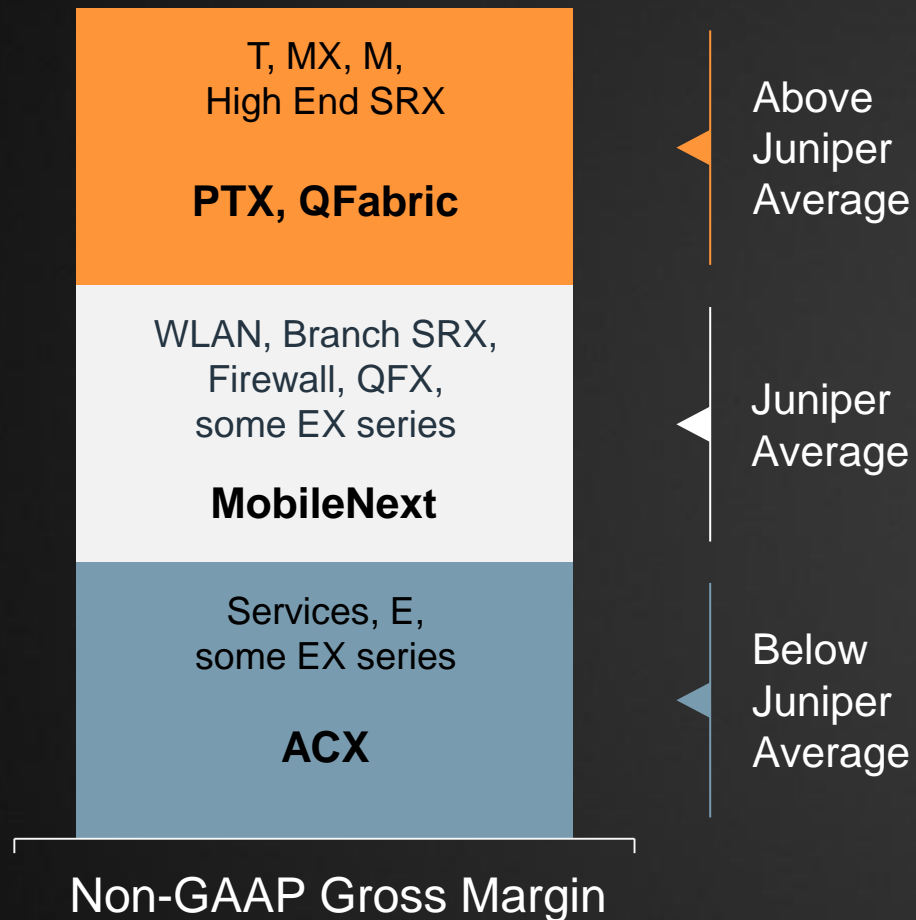 T, MX, M,
High End SRX
PTX, QFabric
Above
Juniper
Average
WLAN, Branch SRX,
Firewall, QFX,
some EX series
MobileNext
Juniper
Average
Services, E,
some EX series
ACX
Below
Juniper
Average
Non-GAAP Gross Margin